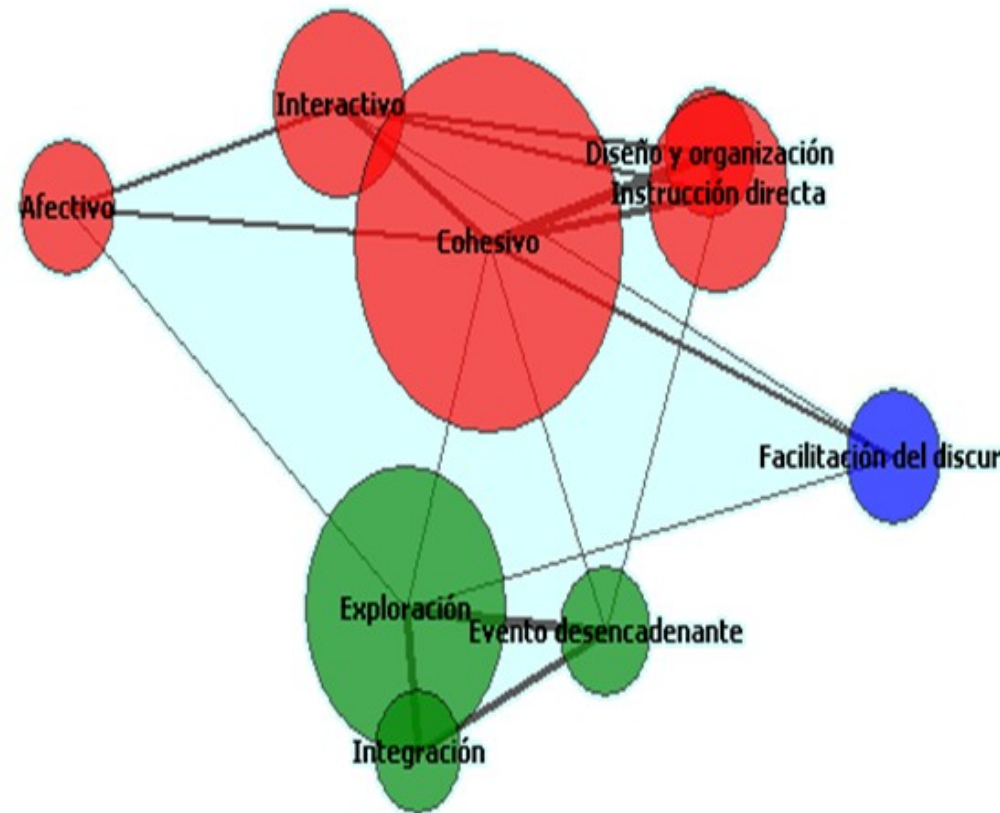 Interactivo
Diseño y organización
Afectivo
Instrucción directa
Cohesivo
Facilitación del discur
Exploración
Evento desencadenante
Integración